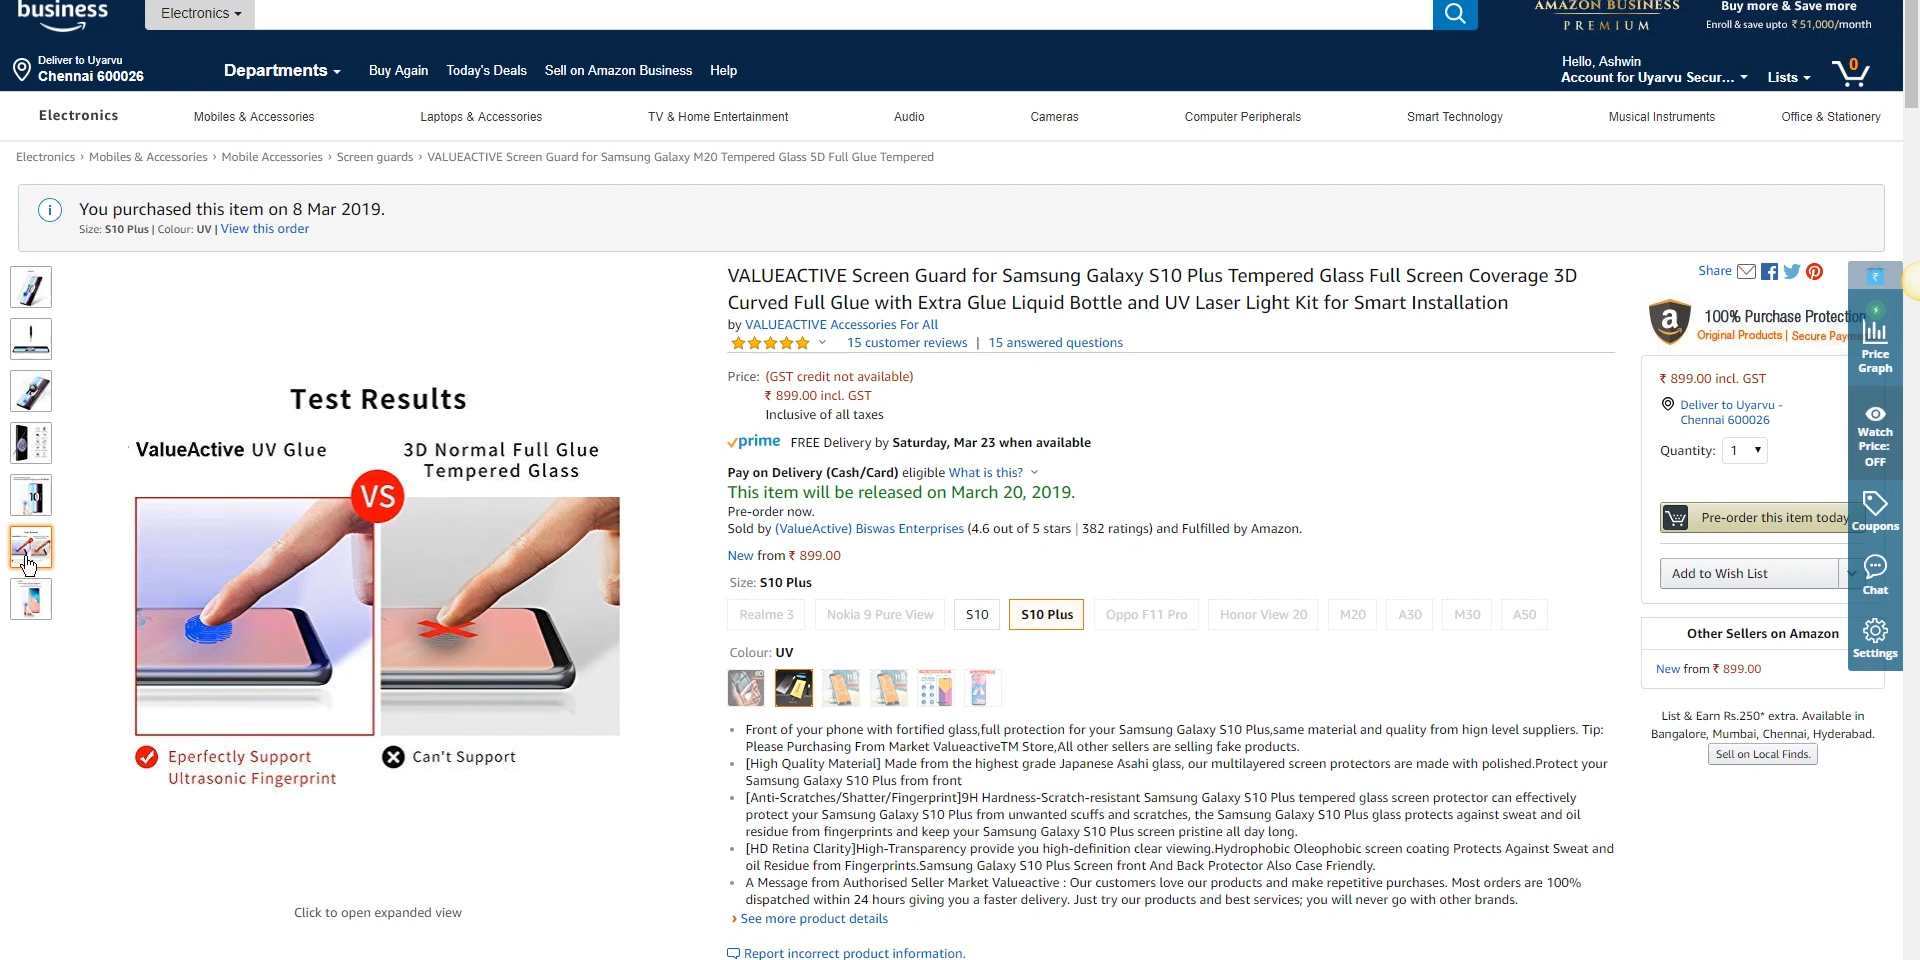 business
Electronics
AMAZON BUSINESS
PREMIUM
Buy more & Save more
Enroll & save upto ₹ 51,000/month
Deliver to Uyarvu
Chennai 600026
Departments
Buy Again
Today's Deals
Sell on Amazon Business
Help
Hello, Ashwin
Account for Uyarvu Secur...
Lists
0
Electronics
Mobiles & Accessories
Laptops & Accessories
TV & Home Entertainment
Audio
Cameras
Computer Peripherals
Smart Technology
Musical Instruments
Office & Stationery
Electronics › Mobiles & Accessories › Mobile Accessories › Screen guards › VALUEACTIVE Screen Guard for Samsung Galaxy M20 Tempered Glass 5D Full Glue Tempered
You purchased this item on 8 Mar 2019.
Size: S10 Plus | Colour: UV | View this order
Test Results
ValueActive UV Glue
3D Normal Full Glue
Tempered Glass
VS
Eperfectly Support
Ultrasonic Fingerprint
Can't Support
Click to open expanded view
VALUEACTIVE Screen Guard for Samsung Galaxy S10 Plus Tempered Glass Full Screen Coverage 3D
Curved Full Glue with Extra Glue Liquid Bottle and UV Laser Light Kit for Smart Installation
by VALUEACTIVE Accessories For All
15 customer reviews | 15 answered questions
Price: (GST credit not available)
₹ 899.00 incl. GST
Inclusive of all taxes
prime FREE Delivery by Saturday, Mar 23 when available
Pay on Delivery (Cash/Card) eligible What is this?
This item will be released on March 20, 2019.
Pre-order now.
Sold by (ValueActive) Biswas Enterprises (4.6 out of 5 stars | 382 ratings) and Fulfilled by Amazon.
New from ₹ 899.00
Size: S10 Plus
Realme 3
Nokia 9 Pure View
S10
S10 Plus
Oppo F11 Pro
Honor View 20
M20
A30
M30
A50
Colour: UV
• Front of your phone with fortified glass,full protection for your Samsung Galaxy S10 Plus,same material and quality from hign level suppliers. Tip:
Please Purchasing From Market ValueactiveTM Store,All other sellers are selling fake products.
• [High Quality Material] Made from the highest grade Japanese Asahi glass, our multilayered screen protectors are made with polished.Protect your
Samsung Galaxy S10 Plus from front
• [Anti-Scratches/Shatter/Fingerprint]9H Hardness-Scratch-resistant Samsung Galaxy S10 Plus tempered glass screen protector can effectively
protect your Samsung Galaxy S10 Plus from unwanted scuffs and scratches, the Samsung Galaxy S10 Plus glass protects against sweat and oil
residue from fingerprints and keep your Samsung Galaxy S10 Plus screen pristine all day long.
• [HD Retina Clarity]High-Transparency provide you high-definition clear viewing.Hydrophobic Oleophobic screen coating Protects Against Sweat and
oil Residue from Fingerprints.Samsung Galaxy S10 Plus Screen front And Back Protector Also Case Friendly.
• A Message from Authorised Seller Market Valueactive : Our customers love our products and make repetitive purchases. Most orders are 100%
dispatched within 24 hours giving you a faster delivery. Just try our products and best services; you will never go with other brands.
› See more product details
Report incorrect product information.
Share
100% Purchase Protectio
Original Products | Secure Payme
₹ 899.00 incl. GST
Deliver to Uyarvu -
Chennai 600026
Quantity: 1
Pre-order this item today
Add to Wish List
Other Sellers on Amazon
New from ₹ 899.00
List & Earn Rs.250* extra. Available in
Bangalore, Mumbai, Chennai, Hyderabad.
Sell on Local Finds.
₹
Price
Graph
Watch
Price:
OFF
Coupons
Chat
Settings